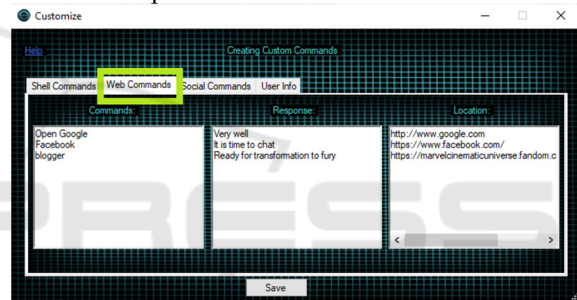 Customize
Help
Creating Custom Commands
Shell Commands Web Commands Social Commands User Info
Commands: Response: Location:
Open Google Very well http://www.google.com
Facebook It is time to chat https://www.facebook.com/
blogger Ready for transformation to fury https://marvelcinematicuniverse.fandom.c
Save